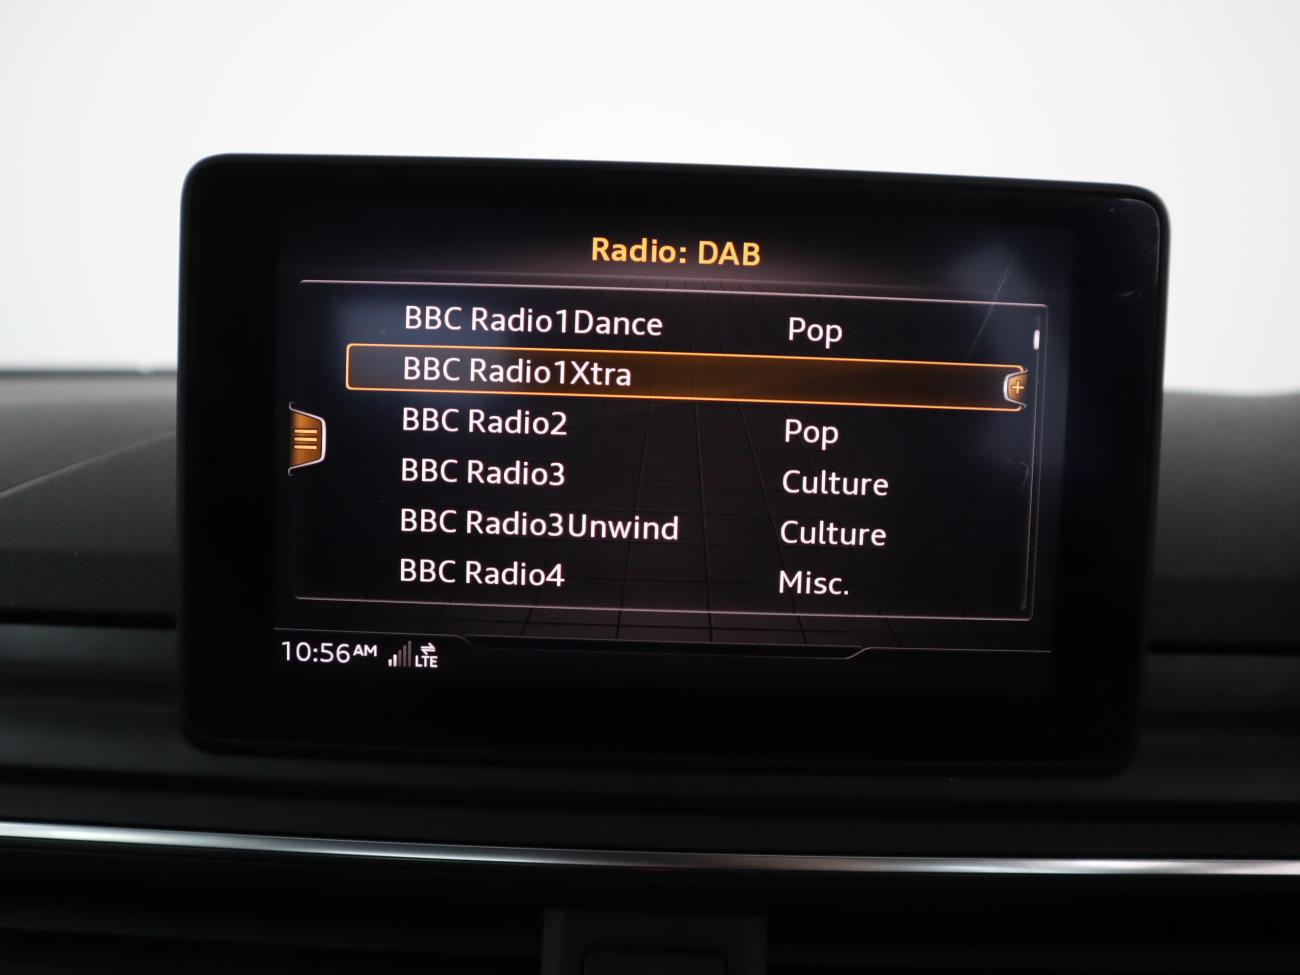 Radio: DAB
BBC Radio1Dance Pop
BBC Radio1Xtra
BBC Radio2 Pop
BBC Radio3 Culture
BBC Radio3Unwind Culture
BBC Radio4 Misc.
10:56AM LTE